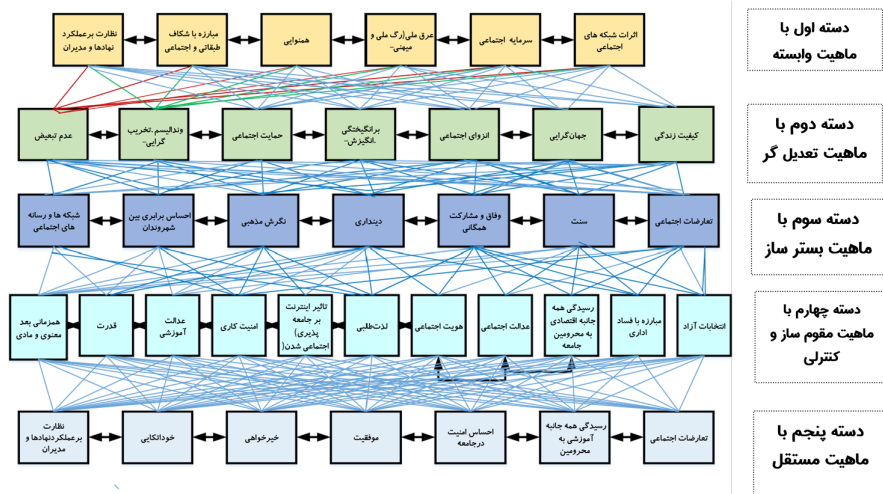 دسته اول با
ماهیت وابسته
اثرات شبکه های
اجتماعی
سرمایه اجتماعی
عرق ملی(رگ ملی و
میهنی-
همنوایی
مبارزه با شکاف
طبقاتی و اجتماعی
نظارت برعملکرد
نهادها و مدیران
دسته دوم با
ماهیت تعدیل گر
کیفیت زندگی
جهان‌گرایی
انزوای اجتماعی
برانگیختگی
.انگیزش-
حمایت اجتماعی
وندالیسم.تخریب
گرایی-
عدم تبعیض
دسته سوم با
ماهیت بستر ساز
تعارضات اجتماعی
سنت
وفاق و مشارکت
همگانی
دینداری
نگرش مذهبی
احساس برابری بین
شهروندان
شبکه ها و رسانه
های اجتماعی
دسته چهارم با
ماهیت مقوم ساز و
کنترلی
انتخابات آزاد
مبارزه با فساد
اداری
رسیدگی همه
جانبه اقتصادی
به محرومین
جامعه
عدالت اجتماعی
هویت اجتماعی
لذت‌طلبی
تاثیر اینترنت
بر جامعه
پذیری)
اجتماعی شدن(
امنیت کاری
عدالت
آموزشی
قدرت
همزمانی بعد
معنوی و مادی
دسته پنجم با
ماهیت مستقل
تعارضات اجتماعی
رسیدگی همه جانبه
آموزشی به
محرومین
احساس امنیت
درجامعه
موفقیت
خیرخواهی
خوداتکایی
نظارت
برعملکردنهادها و
مدیران